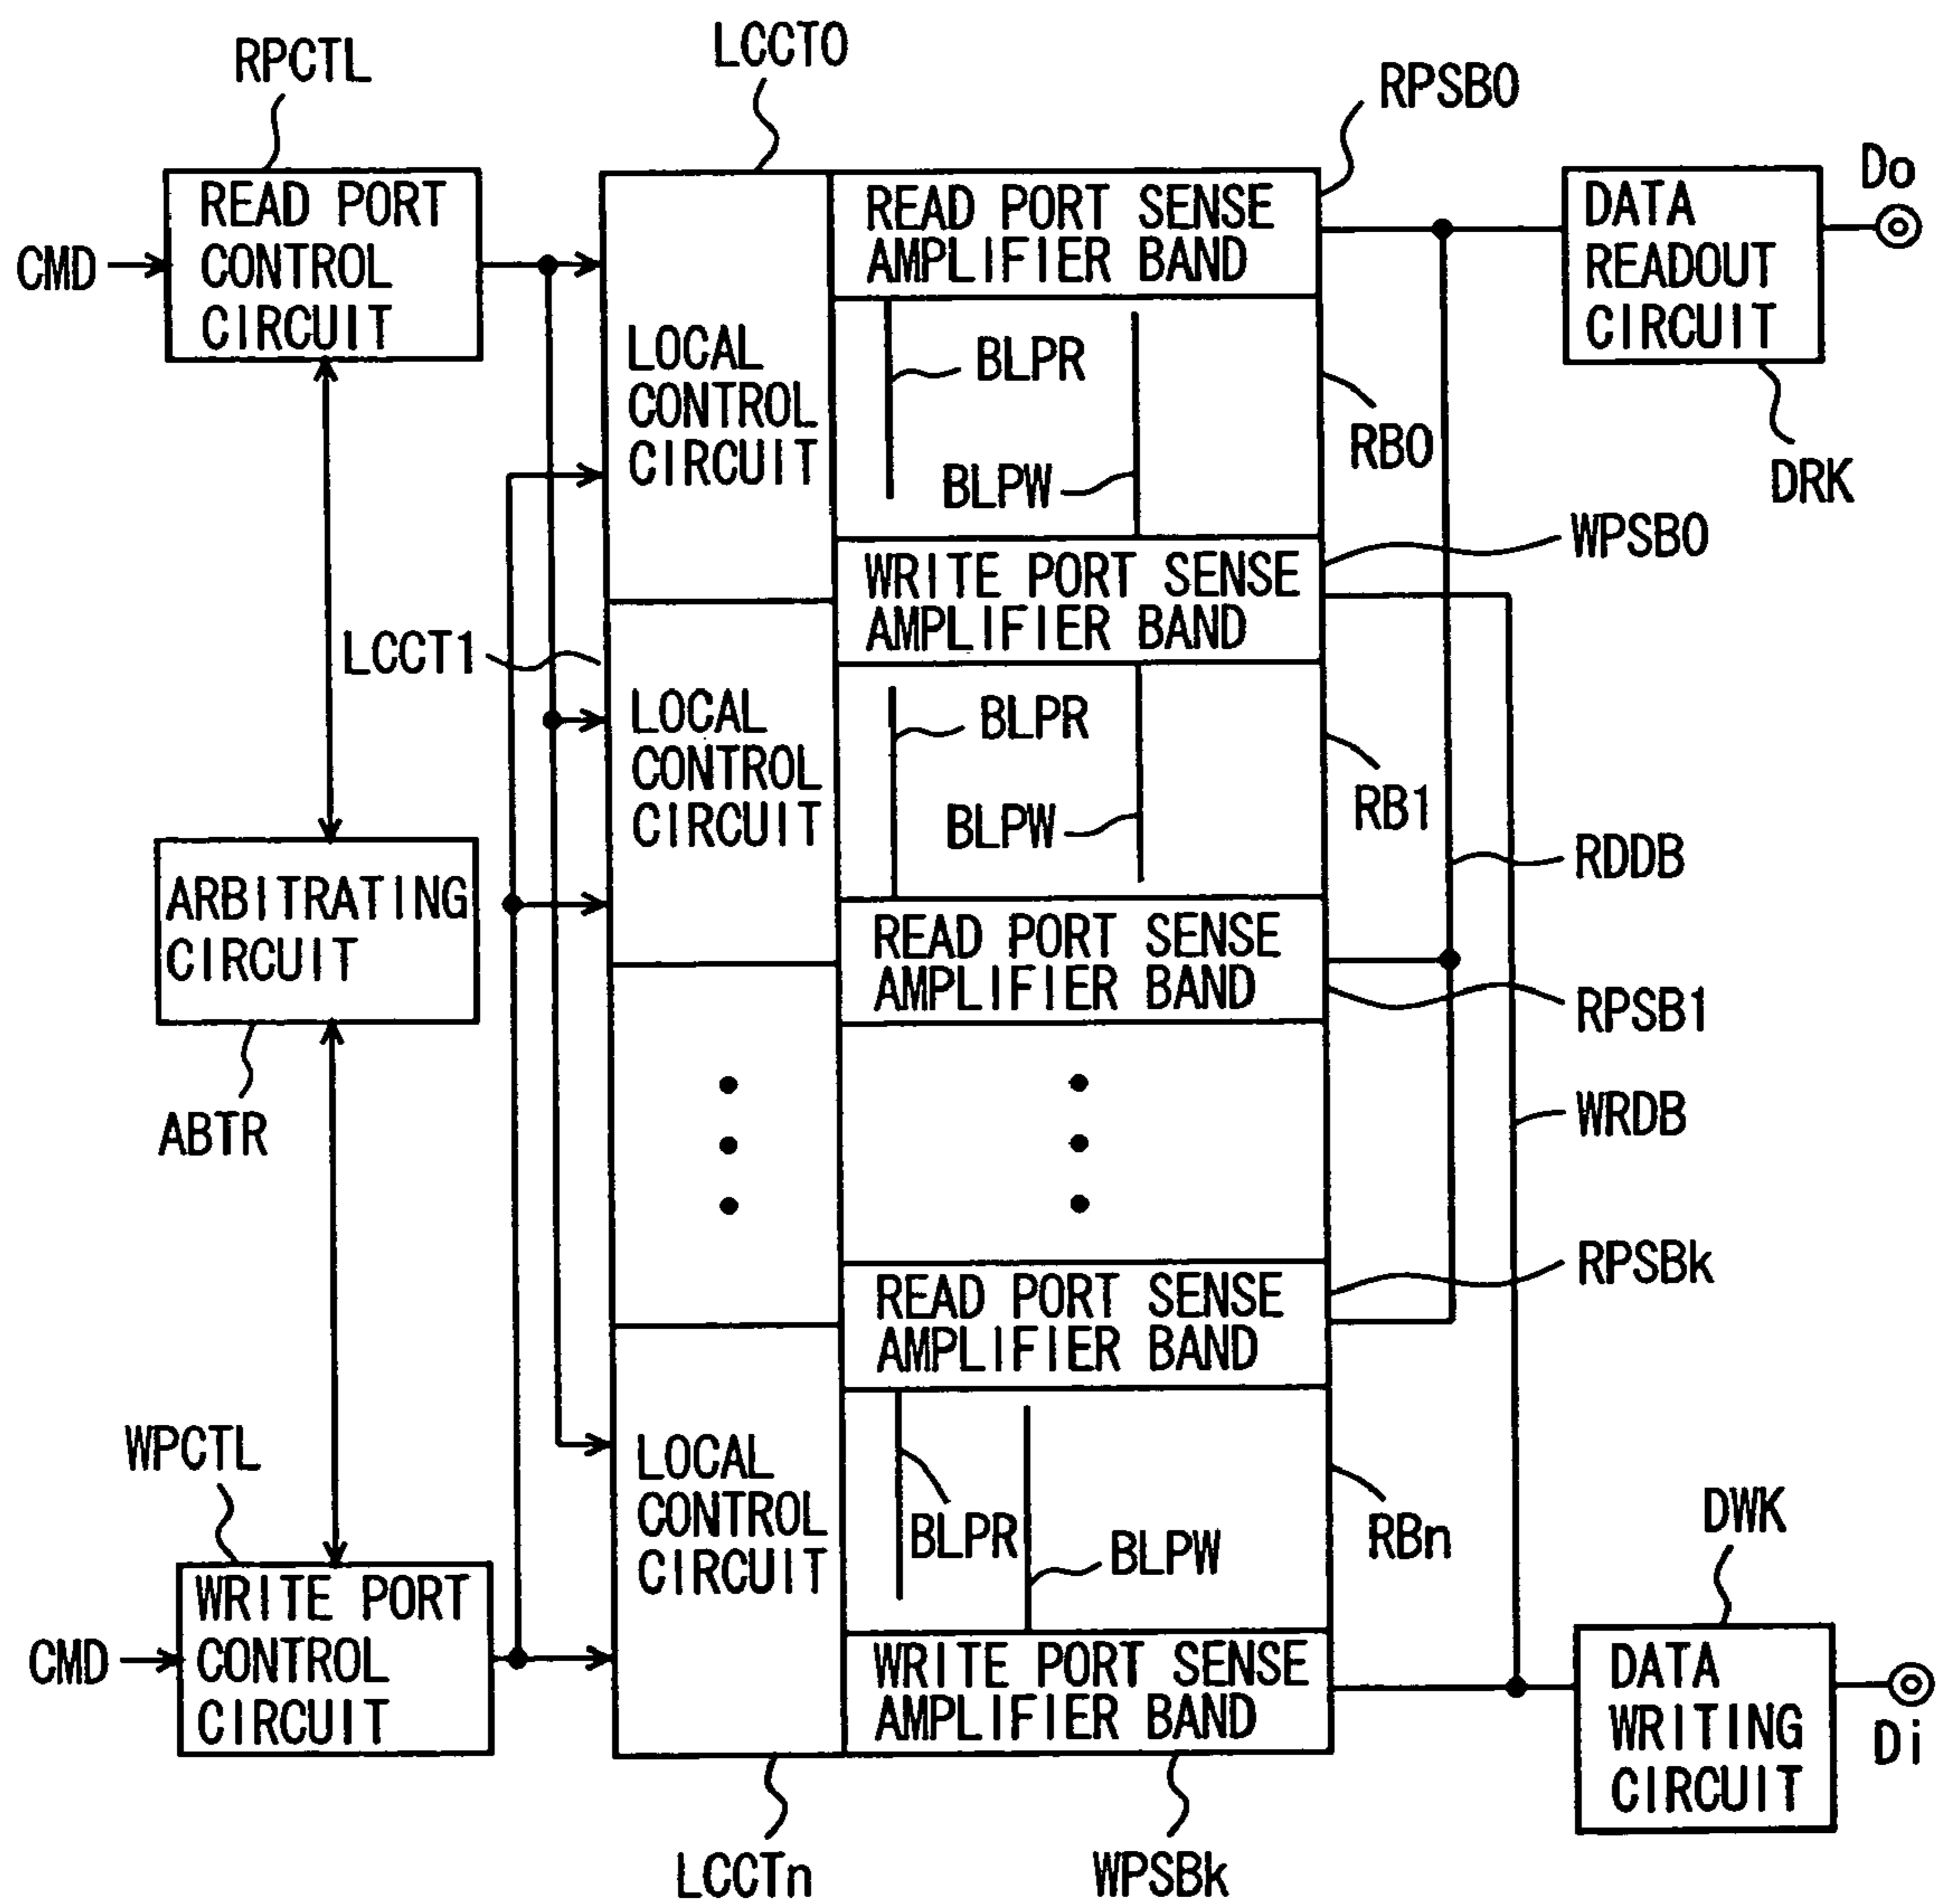 LCCT0
RPCTL
RPSB0
READ PORT
CONTROL
CIRCUIT
CMD
READ PORT SENSE
AMPLIFIER BAND
DATA
READOUT
CIRCUIT
Do
LOCAL
CONTROL
CIRCUIT
BLPR
BLPW
RB0
DRK
WPSB0
WRITE PORT SENSE
AMPLIFIER BAND
LCCT1
LOCAL
CONTROL
CIRCUIT
BLPR
BLPW
RB1
RDDB
ARBITRATING
CIRCUIT
READ PORT SENSE
AMPLIFIER BAND
RPSB1
ABTR
WRDB
RPSBk
READ PORT SENSE
AMPLIFIER BAND
WPCTL
LOCAL
CONTROL
CIRCUIT
BLPR
BLPW
RBn
DWK
WRITE PORT
CONTROL
CIRCUIT
CMD
WRITE PORT SENSE
AMPLIFIER BAND
DATA
WRITING
CIRCUIT
Di
LCCTn
WPSBk